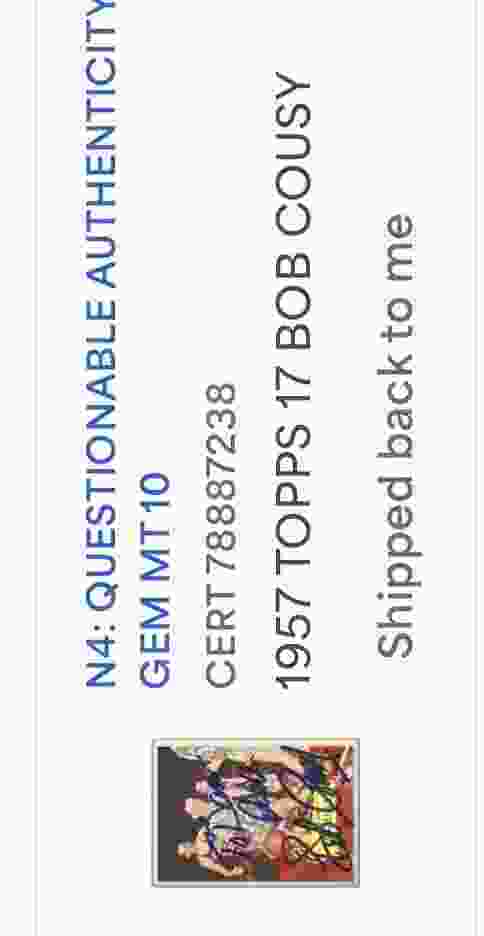 N4: QUESTIONABLE AUTHENTICITY
GEM MT 10
CERT 78887238
1957 TOPPS 17 BOB COUSY
Shipped back to me